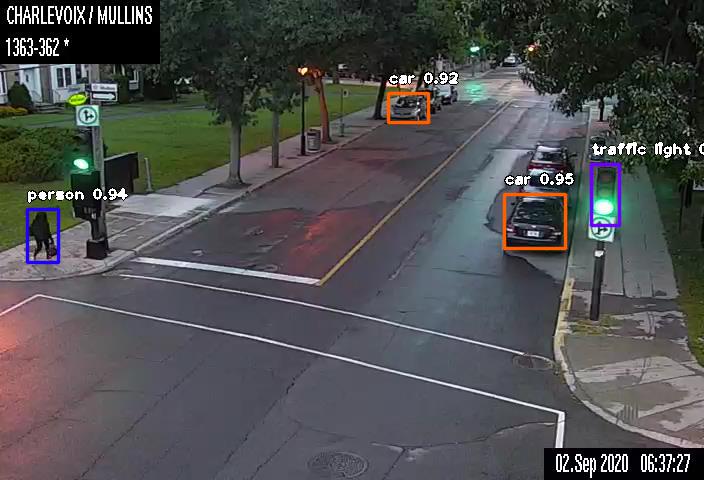 CHARLEVOIX / MULLINS
1363-362 *
car 0.92
traffic light 0
car 0.95
person 0.94
02.Sep 2020 06:37:27